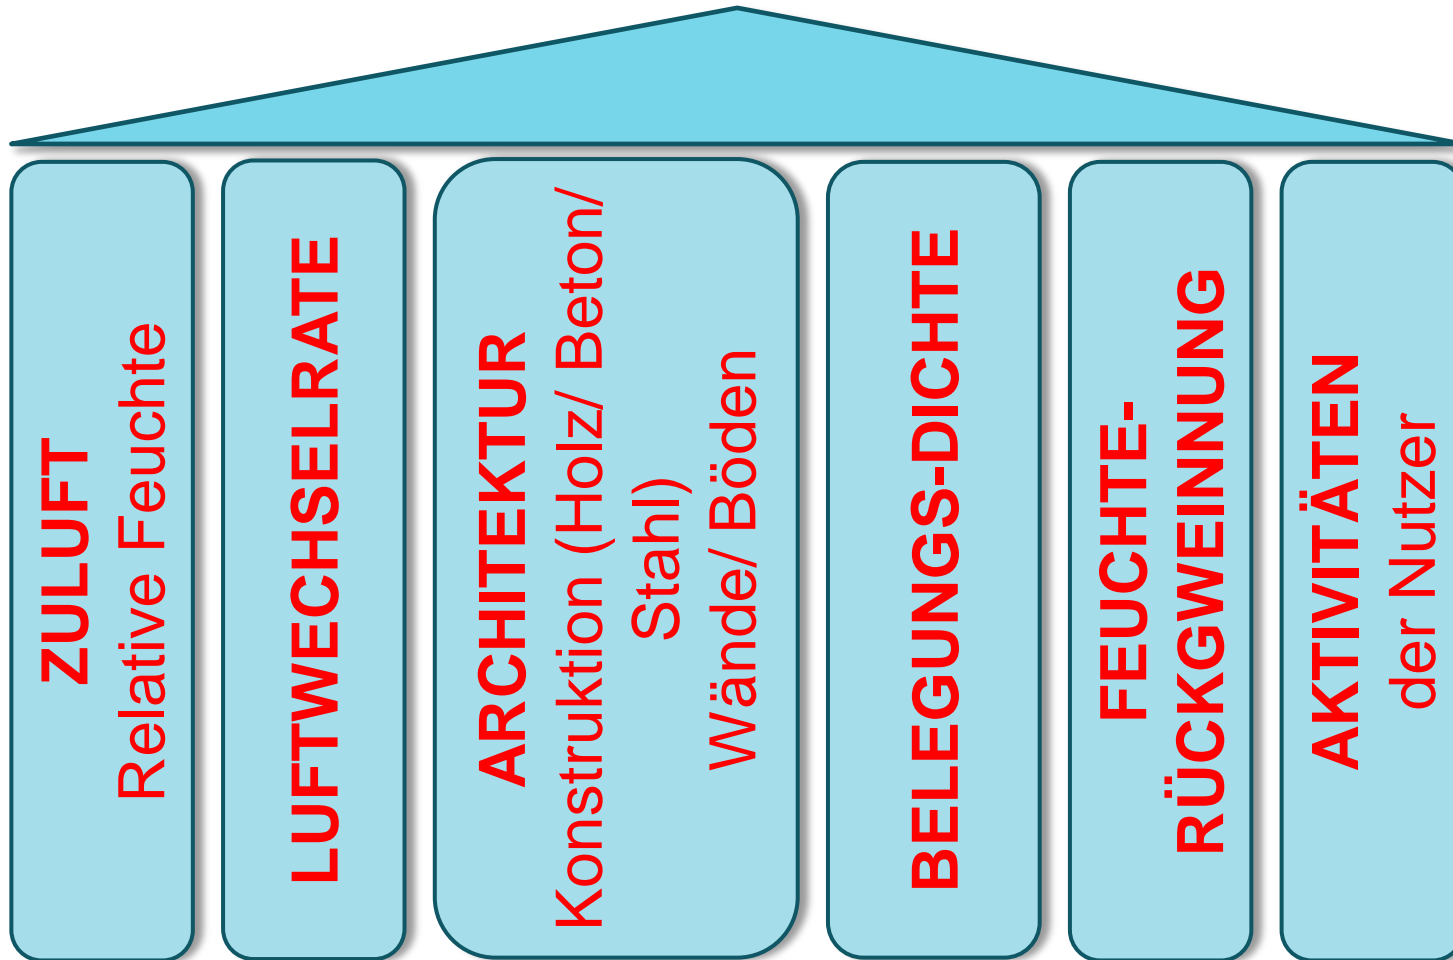 ZULUFT
Relative Feuchte
LUFTWECHSELRATE
ARCHITEKTUR
Konstruktion (Holz/ Beton/
Stahl)
Wände/ Böden
BELEGUNGS-DICHTE
FEUCHTE-
RÜCKGWEINNUNG
AKTIVITÄTEN
der Nutzer